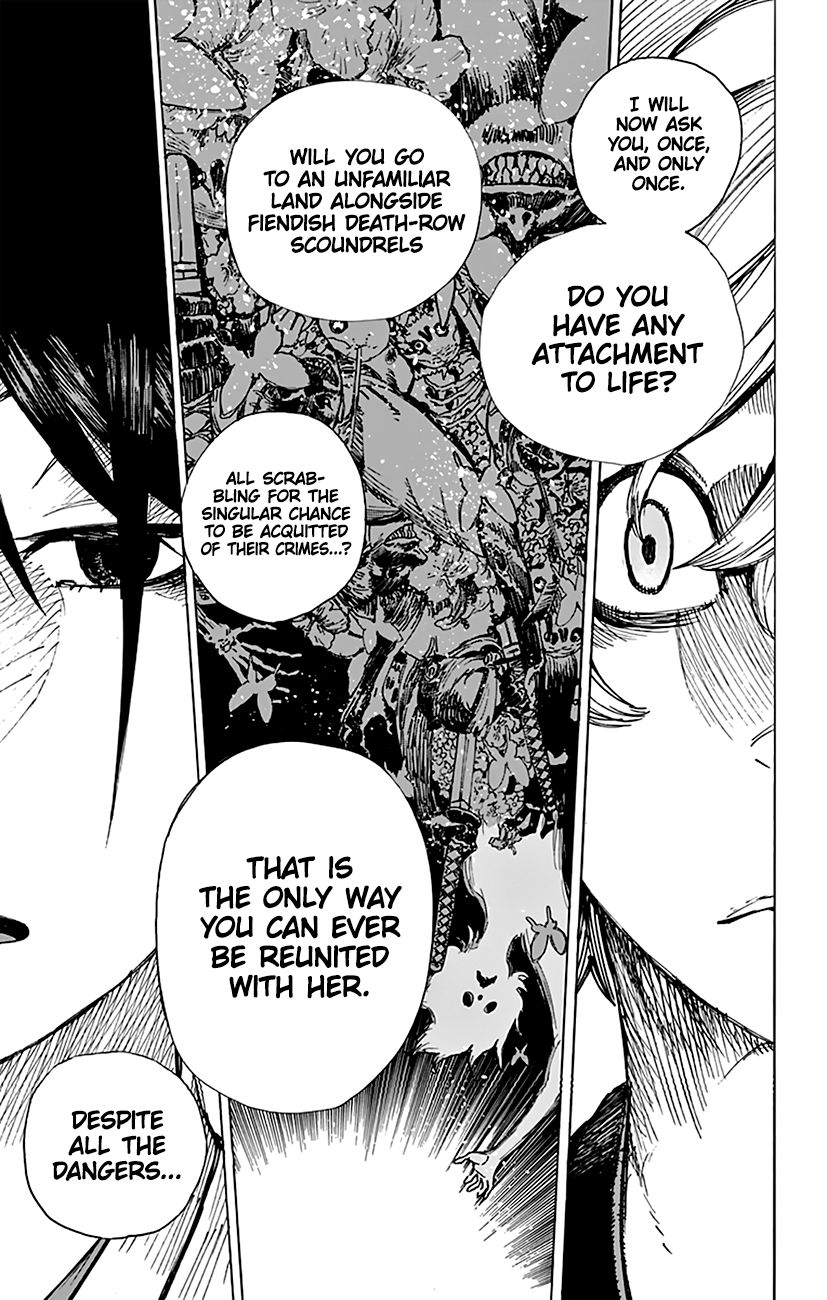 I WILL
NOW ASK
YOU, ONCE,
AND ONLY
ONCE.
DO YOU
HAVE ANY
ATTACHMENT
TO LIFE?
WILL YOU GO
TO AN UNFAMILIAR
LAND ALONGSIDE
FIENDISH DEATH-ROW
SCOUNDRELS
ALL SCRAB-
BLING FOR THE
SINGULAR CHANCE
TO BE ACQUITTED
OF THEIR CRIMES...?
THAT IS
THE ONLY WAY
YOU CAN EVER
BE REUNITED
WITH HER.
DESPITE
ALL THE
DANGERS...